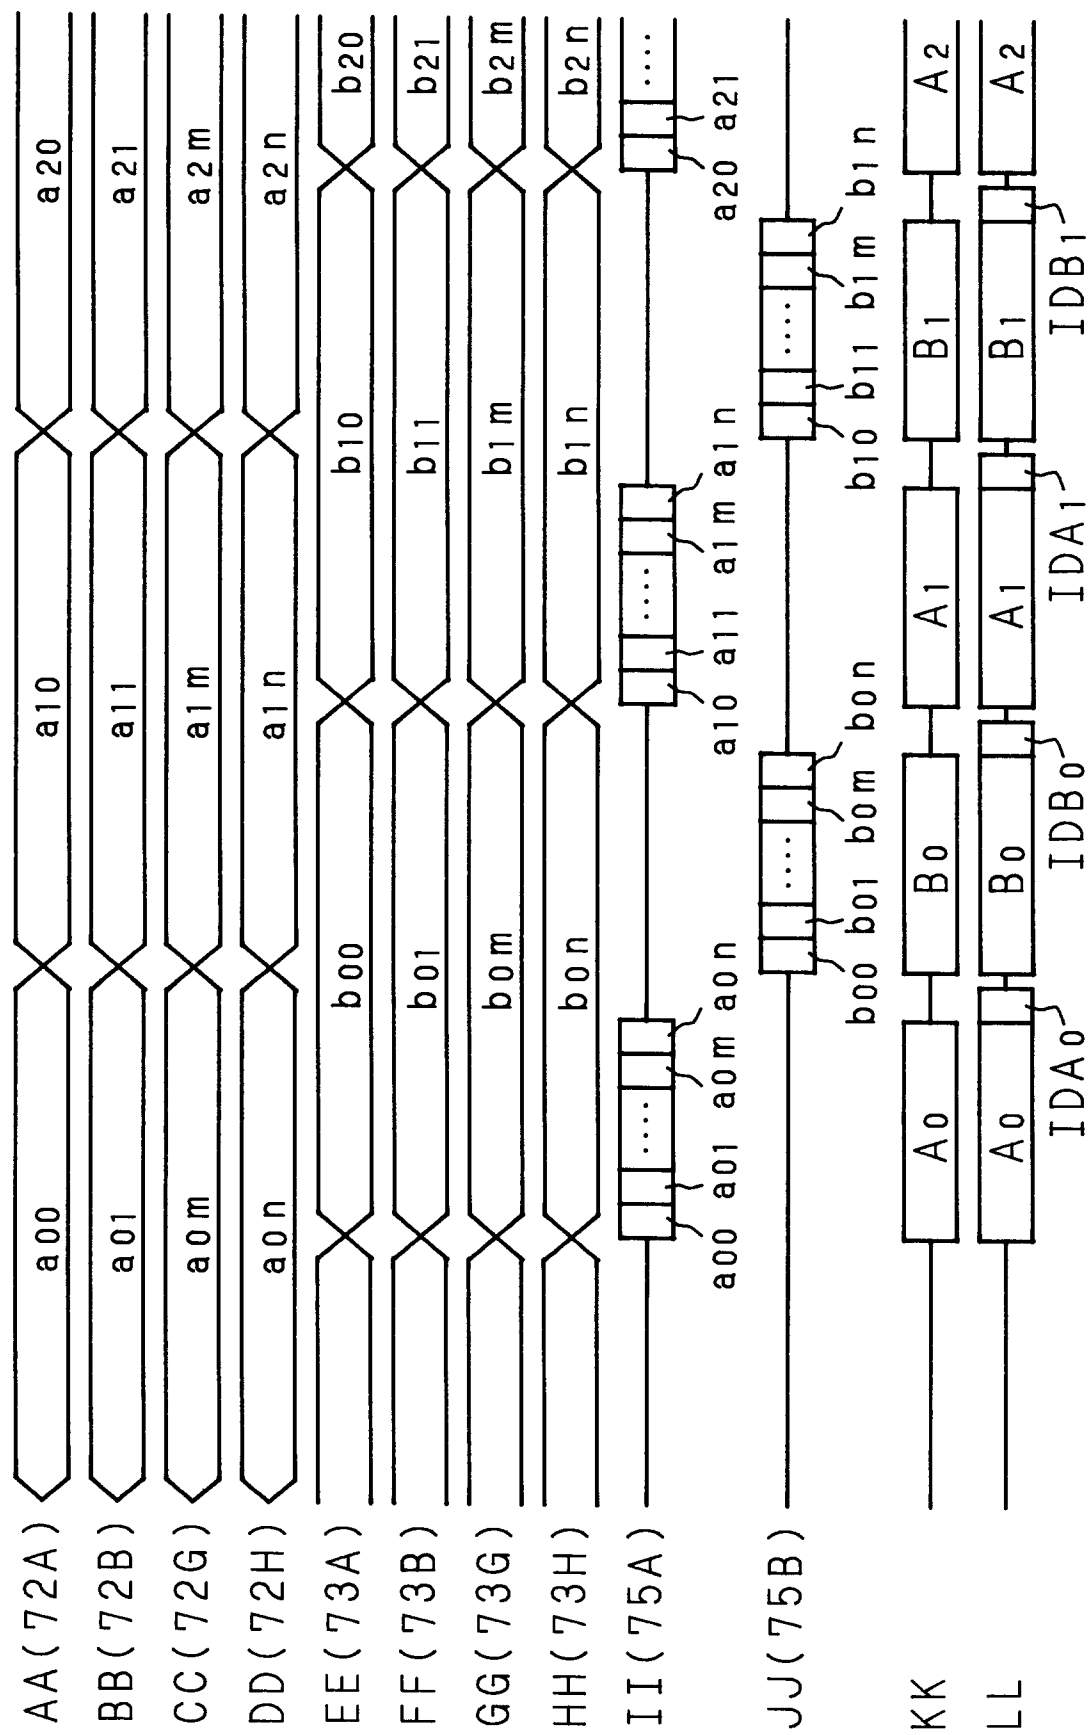 AA(72A) a00 a10 a20
BB(72B) a01 a11 a21
CC(72G) a0m a1m a2m
DD(72H) a0n a1n a2n
EE(73A) b00 b10 b20
FF(73B) b01 b11 b21
GG(73G) b0m b1m b2m
HH(73H) b0n b1n b2n
II(75A) ..... ..... ....
a00 a01 a0m a0n a10 a11 a1m a1n a20 a21
JJ(75B) ..... .....
b00 b01 b0m b0n b10 b11 b1m b1n
KK A0 B0 A1 B1 A2
LL A0 B0 A1 B1 A2
IDA0 IDB0 IDA1 IDB1